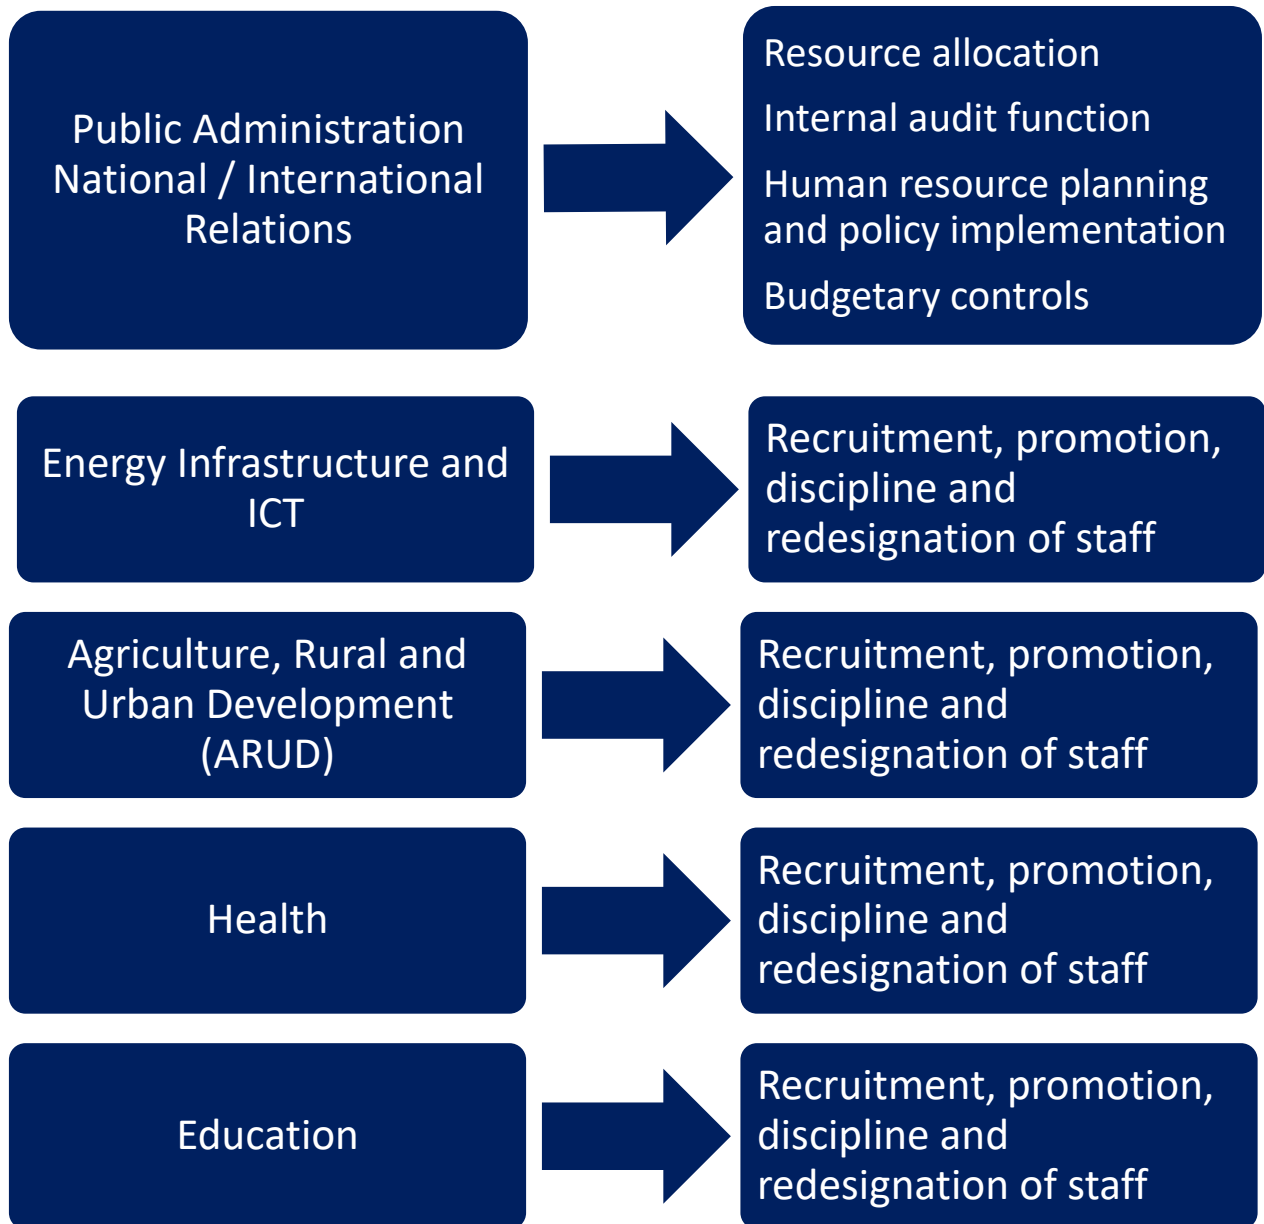 Public Administration
National / International
Relations
Resource allocation
Internal audit function
Human resource planning
and policy implementation
Budgetary controls
Energy Infrastructure and
ICT
Recruitment, promotion,
discipline and
redesignation of staff
Agriculture, Rural and
Urban Development
(ARUD)
Recruitment, promotion,
discipline and
redesignation of staff
Health
Recruitment, promotion,
discipline and
redesignation of staff
Education
Recruitment, promotion,
discipline and
redesignation of staff